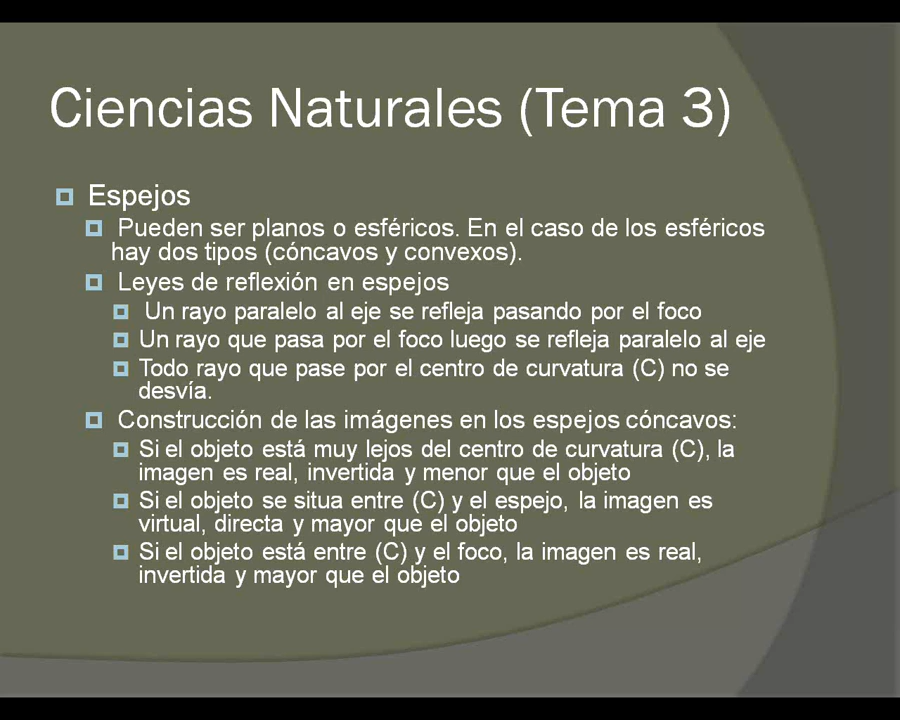 Ciencias Naturales (Tema 3)
Espejos
Pueden ser planos o esféricos. En el caso de los esféricos
hay dos tipos (cóncavos y convexos).
Leyes de reflexión en espejos
Un rayo paralelo al eje se refleja pasando por el foco
Un rayo que pasa por el foco luego se refleja paralelo al eje
Todo rayo que pase por el centro de curvatura (C) no se
desvía.
Construcción de las imágenes en los espejos cóncavos:
Si el objeto está muy lejos del centro de curvatura (C), la
imagen es real, invertida y menor que el objeto
Si el objeto se situa entre (C) y el espejo, la imagen es
virtual, directa y mayor que el objeto
Si el objeto está entre (C) y el foco, la imagen es real,
invertida y mayor que el objeto